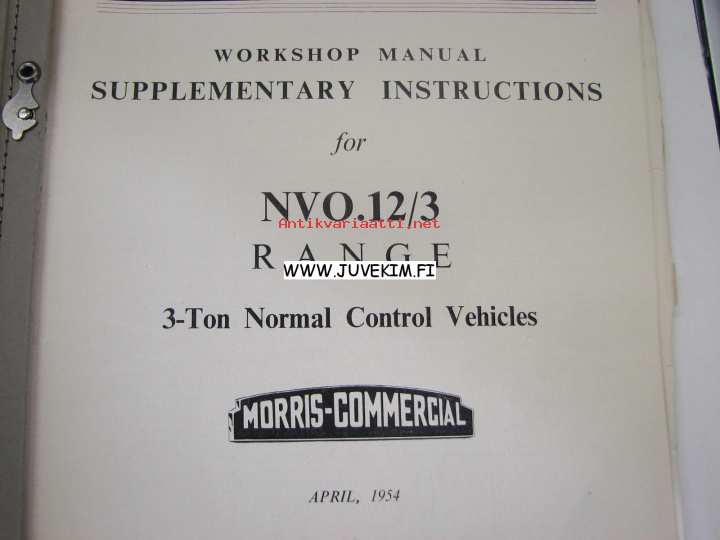 WORKSHOP MANUAL
SUPPLEMENTARY INSTRUCTIONS
for
NVO.12/3
Antikvariaatti.net
RANGE
WWW.JUVEKIM.FI
3-Ton Normal Control Vehicles
MORRIS-COMMERCIAL
APRIL, 1954